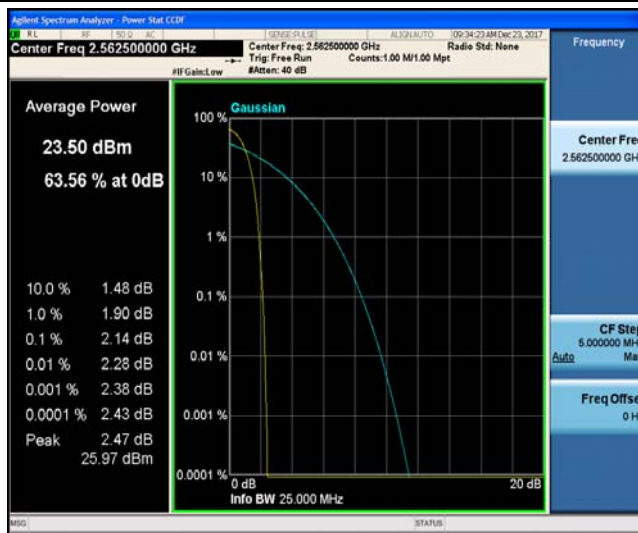 Agilent Spectrum Analyzer - Power Stat CCDF
RL RF 50 Ω AC SENSE:PULSE ALIGNAUTO 09:34:23 AM Dec 23, 2017
Center Freq 2.562500000 GHz
Center Freq: 2.562500000 GHz Radio Std: None
Trig: Free Run Counts:1.00 M/1.00 Mpt
#IFGain:Low #Atten: 40 dB
Average Power
23.50 dBm
63.56 % at 0dB
10.0 % 1.48 dB
1.0 % 1.90 dB
0.1 % 2.14 dB
0.01 % 2.28 dB
0.001 % 2.38 dB
0.0001 % 2.43 dB
Peak 2.47 dB
25.97 dBm
Gaussian
100 %
10 %
1 %
0.1 %
0.01 %
0.001 %
0.0001 %
0 dB 20 dB
Info BW 25.000 MHz
Frequency
Center Fre
2.562500000 GH
CF Ste
5.000000 MH
Auto Ma
Freq Offse
0 H
MSG STATUS